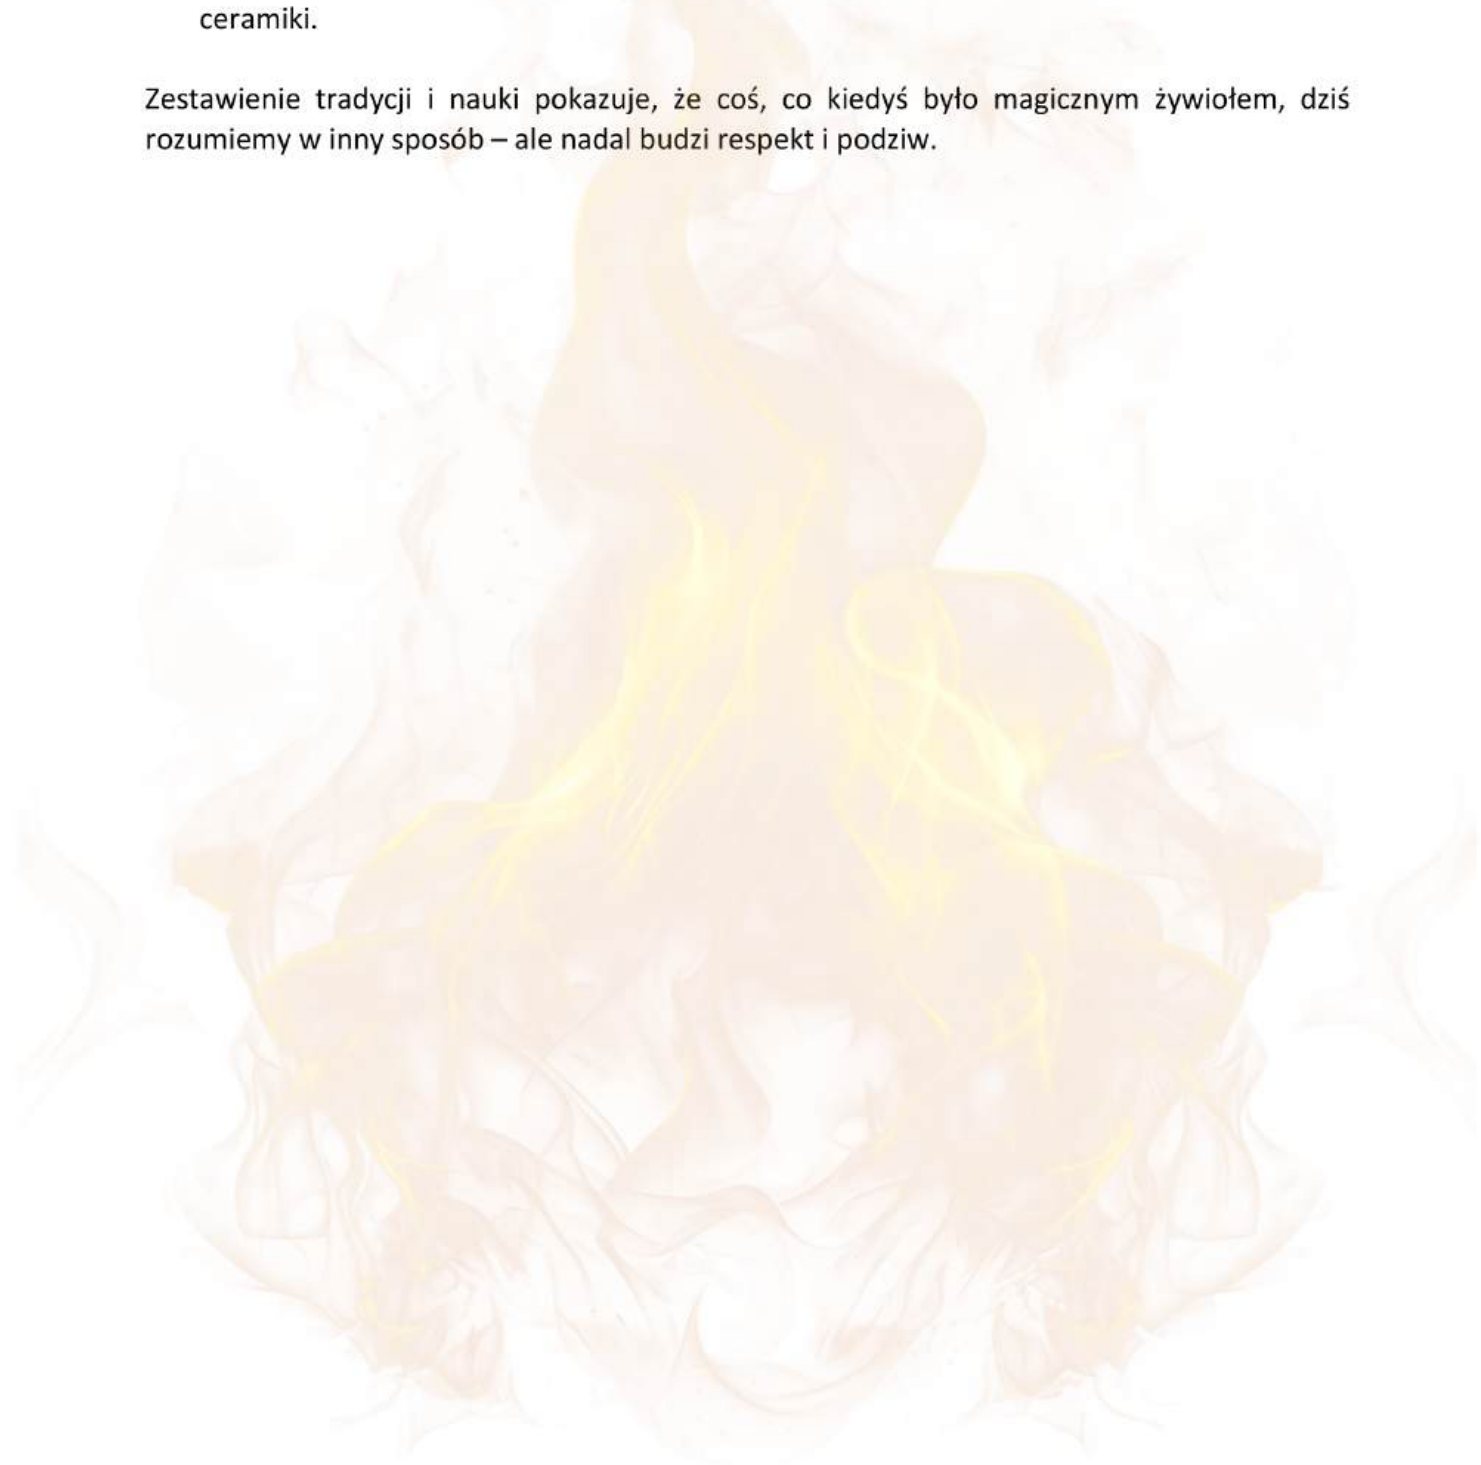 ceramiki.
Zestawienie tradycji i nauki pokazuje, że coś, co kiedyś było magicznym żywiołem, dziś
rozumiemy w inny sposób – ale nadal budzi respekt i podziw.